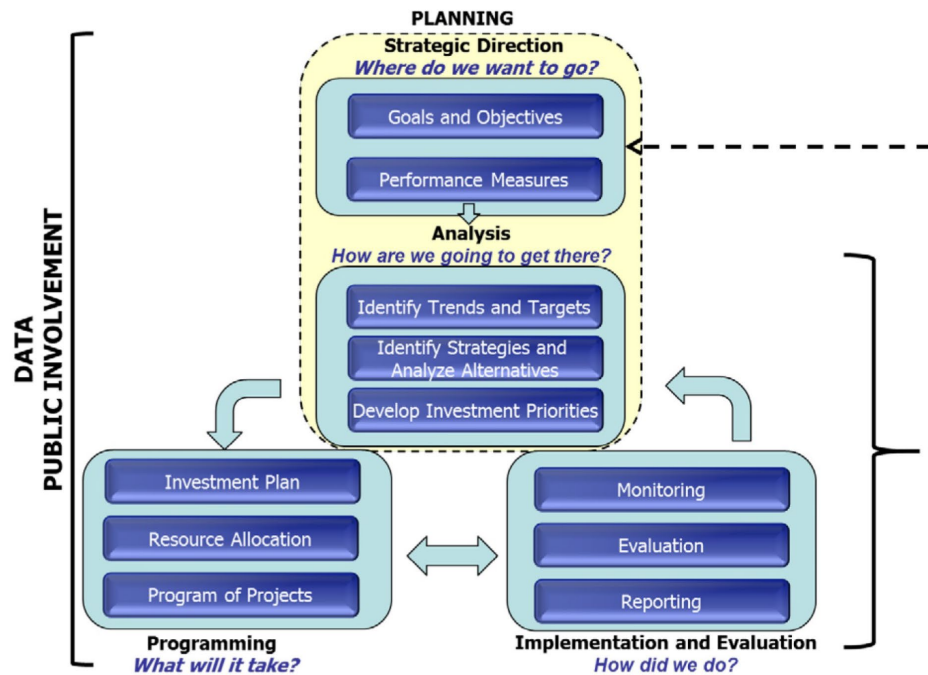 PLANNING
Strategic Direction
Where do we want to go?
Goals and Objectives
Performance Measures
Analysis
How are we going to get there?
Identify Trends and Targets
Identify Strategies and
Analyze Alternatives
Develop Investment Priorities
DATA
PUBLIC INVOLVEMENT
Investment Plan
Resource Allocation
Program of Projects
Programming
What will it take?
Monitoring
Evaluation
Reporting
Implementation and Evaluation
How did we do?